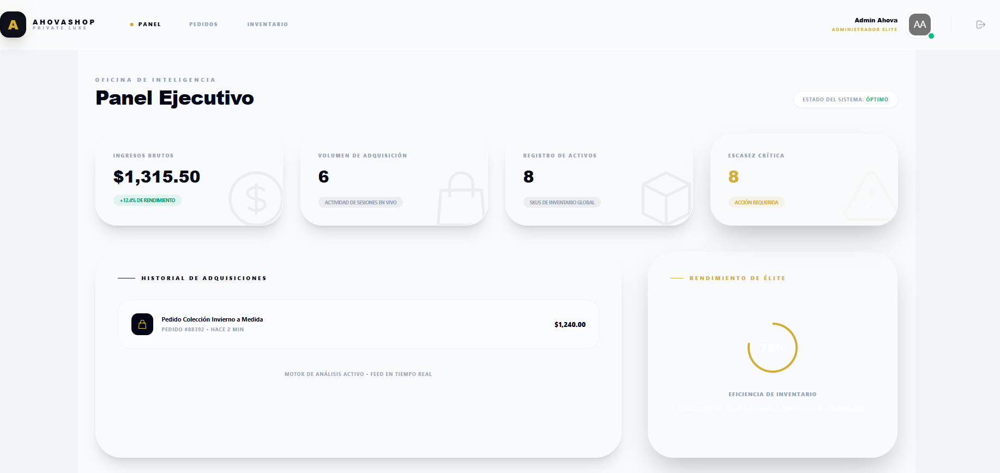 A
AHOVASHOP
PRIVATE LUXE
PANEL
PEDIDOS
INVENTARIO
Admin Ahova
ADMINISTRADOR ELITE
AA
OFICINA DE INTELIGENCIA
Panel Ejecutivo
ESTADO DEL SISTEMA: ÓPTIMO
INGRESOS BRUTOS
$1,315.50
+12.4% DE RENDIMIENTO
VOLUMEN DE ADQUISICIÓN
6
ACTIVIDAD DE SESIONES EN VIVO
REGISTRO DE ACTIVOS
8
SKUS DE INVENTARIO GLOBAL
ESCASEZ CRÍTICA
8
ACCIÓN REQUERIDA
HISTORIAL DE ADQUISICIONES
Pedido Colección Invierno a Medida
PEDIDO #88392 • HACE 2 MIN
$1,240.00
MOTOR DE ANÁLISIS ACTIVO • FEED EN TIEMPO REAL
RENDIMIENTO DE ÉLITE
78%
EFICIENCIA DE INVENTARIO